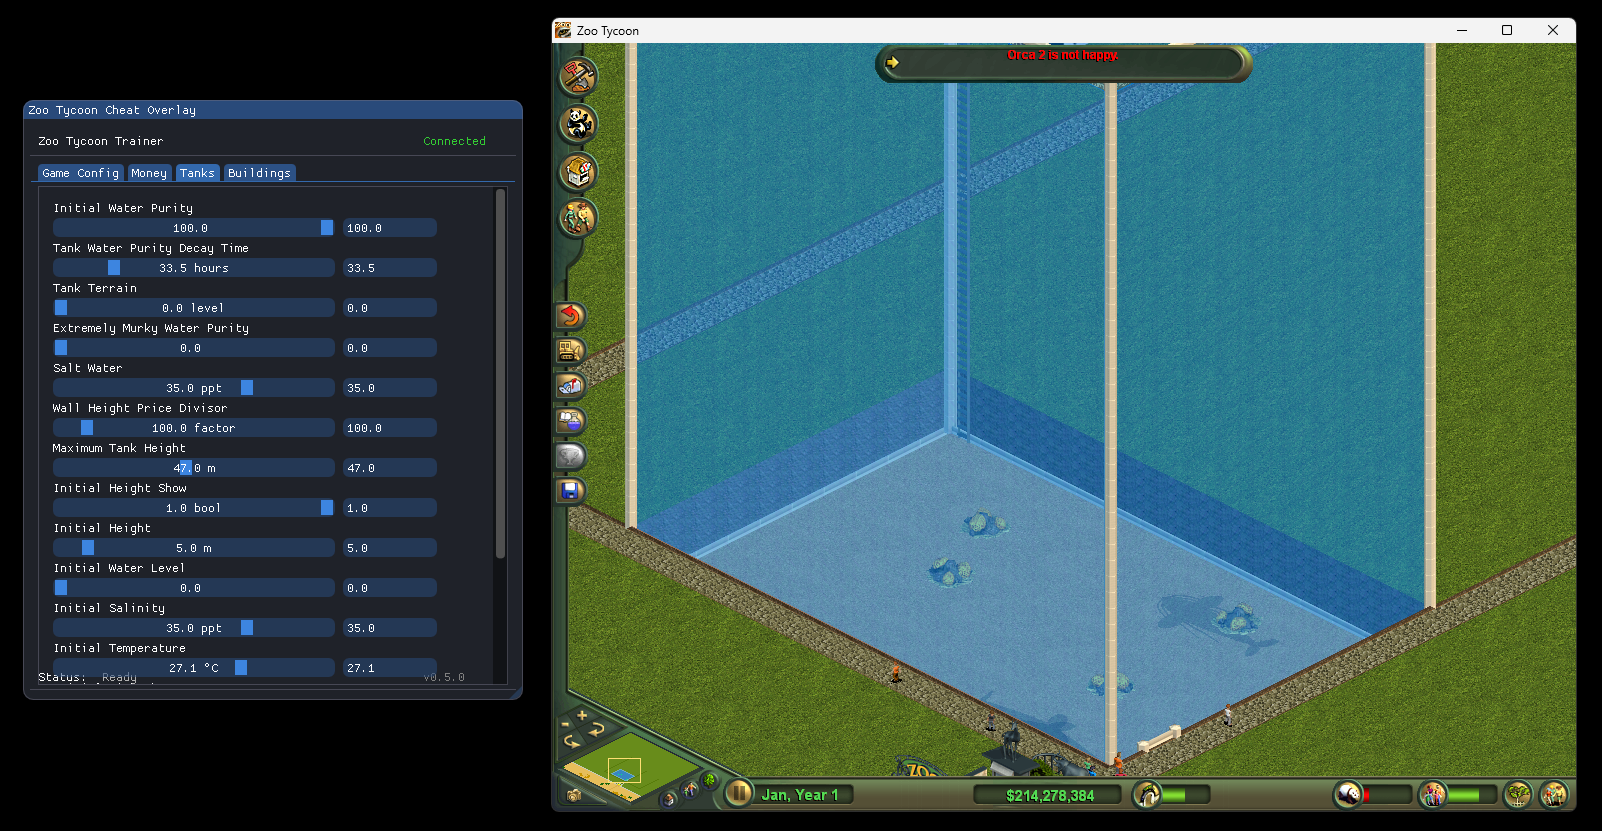 Zoo Tycoon Cheat Overlay
Zoo Tycoon Trainer
Connected
Game Config
Money
Tanks
Buildings
Initial Water Purity
100.0
100.0
Tank Water Purity Decay Time
33.5 hours
33.5
Tank Terrain
0.0 level
0.0
Extremely Murky Water Purity
0.0
0.0
Salt Water
35.0 ppt
35.0
Wall Height Price Divisor
100.0 factor
100.0
Maximum Tank Height
47.0 m
47.0
Initial Height Show
1.0 bool
1.0
Initial Height
5.0 m
5.0
Initial Water Level
0.0
0.0
Initial Salinity
35.0 ppt
35.0
Initial Temperature
27.1 °C
27.1
Status: Ready
v0.5.0
Zoo Tycoon
Orca 2 is not happy.
ZOO
Jan, Year 1
$214,278,384